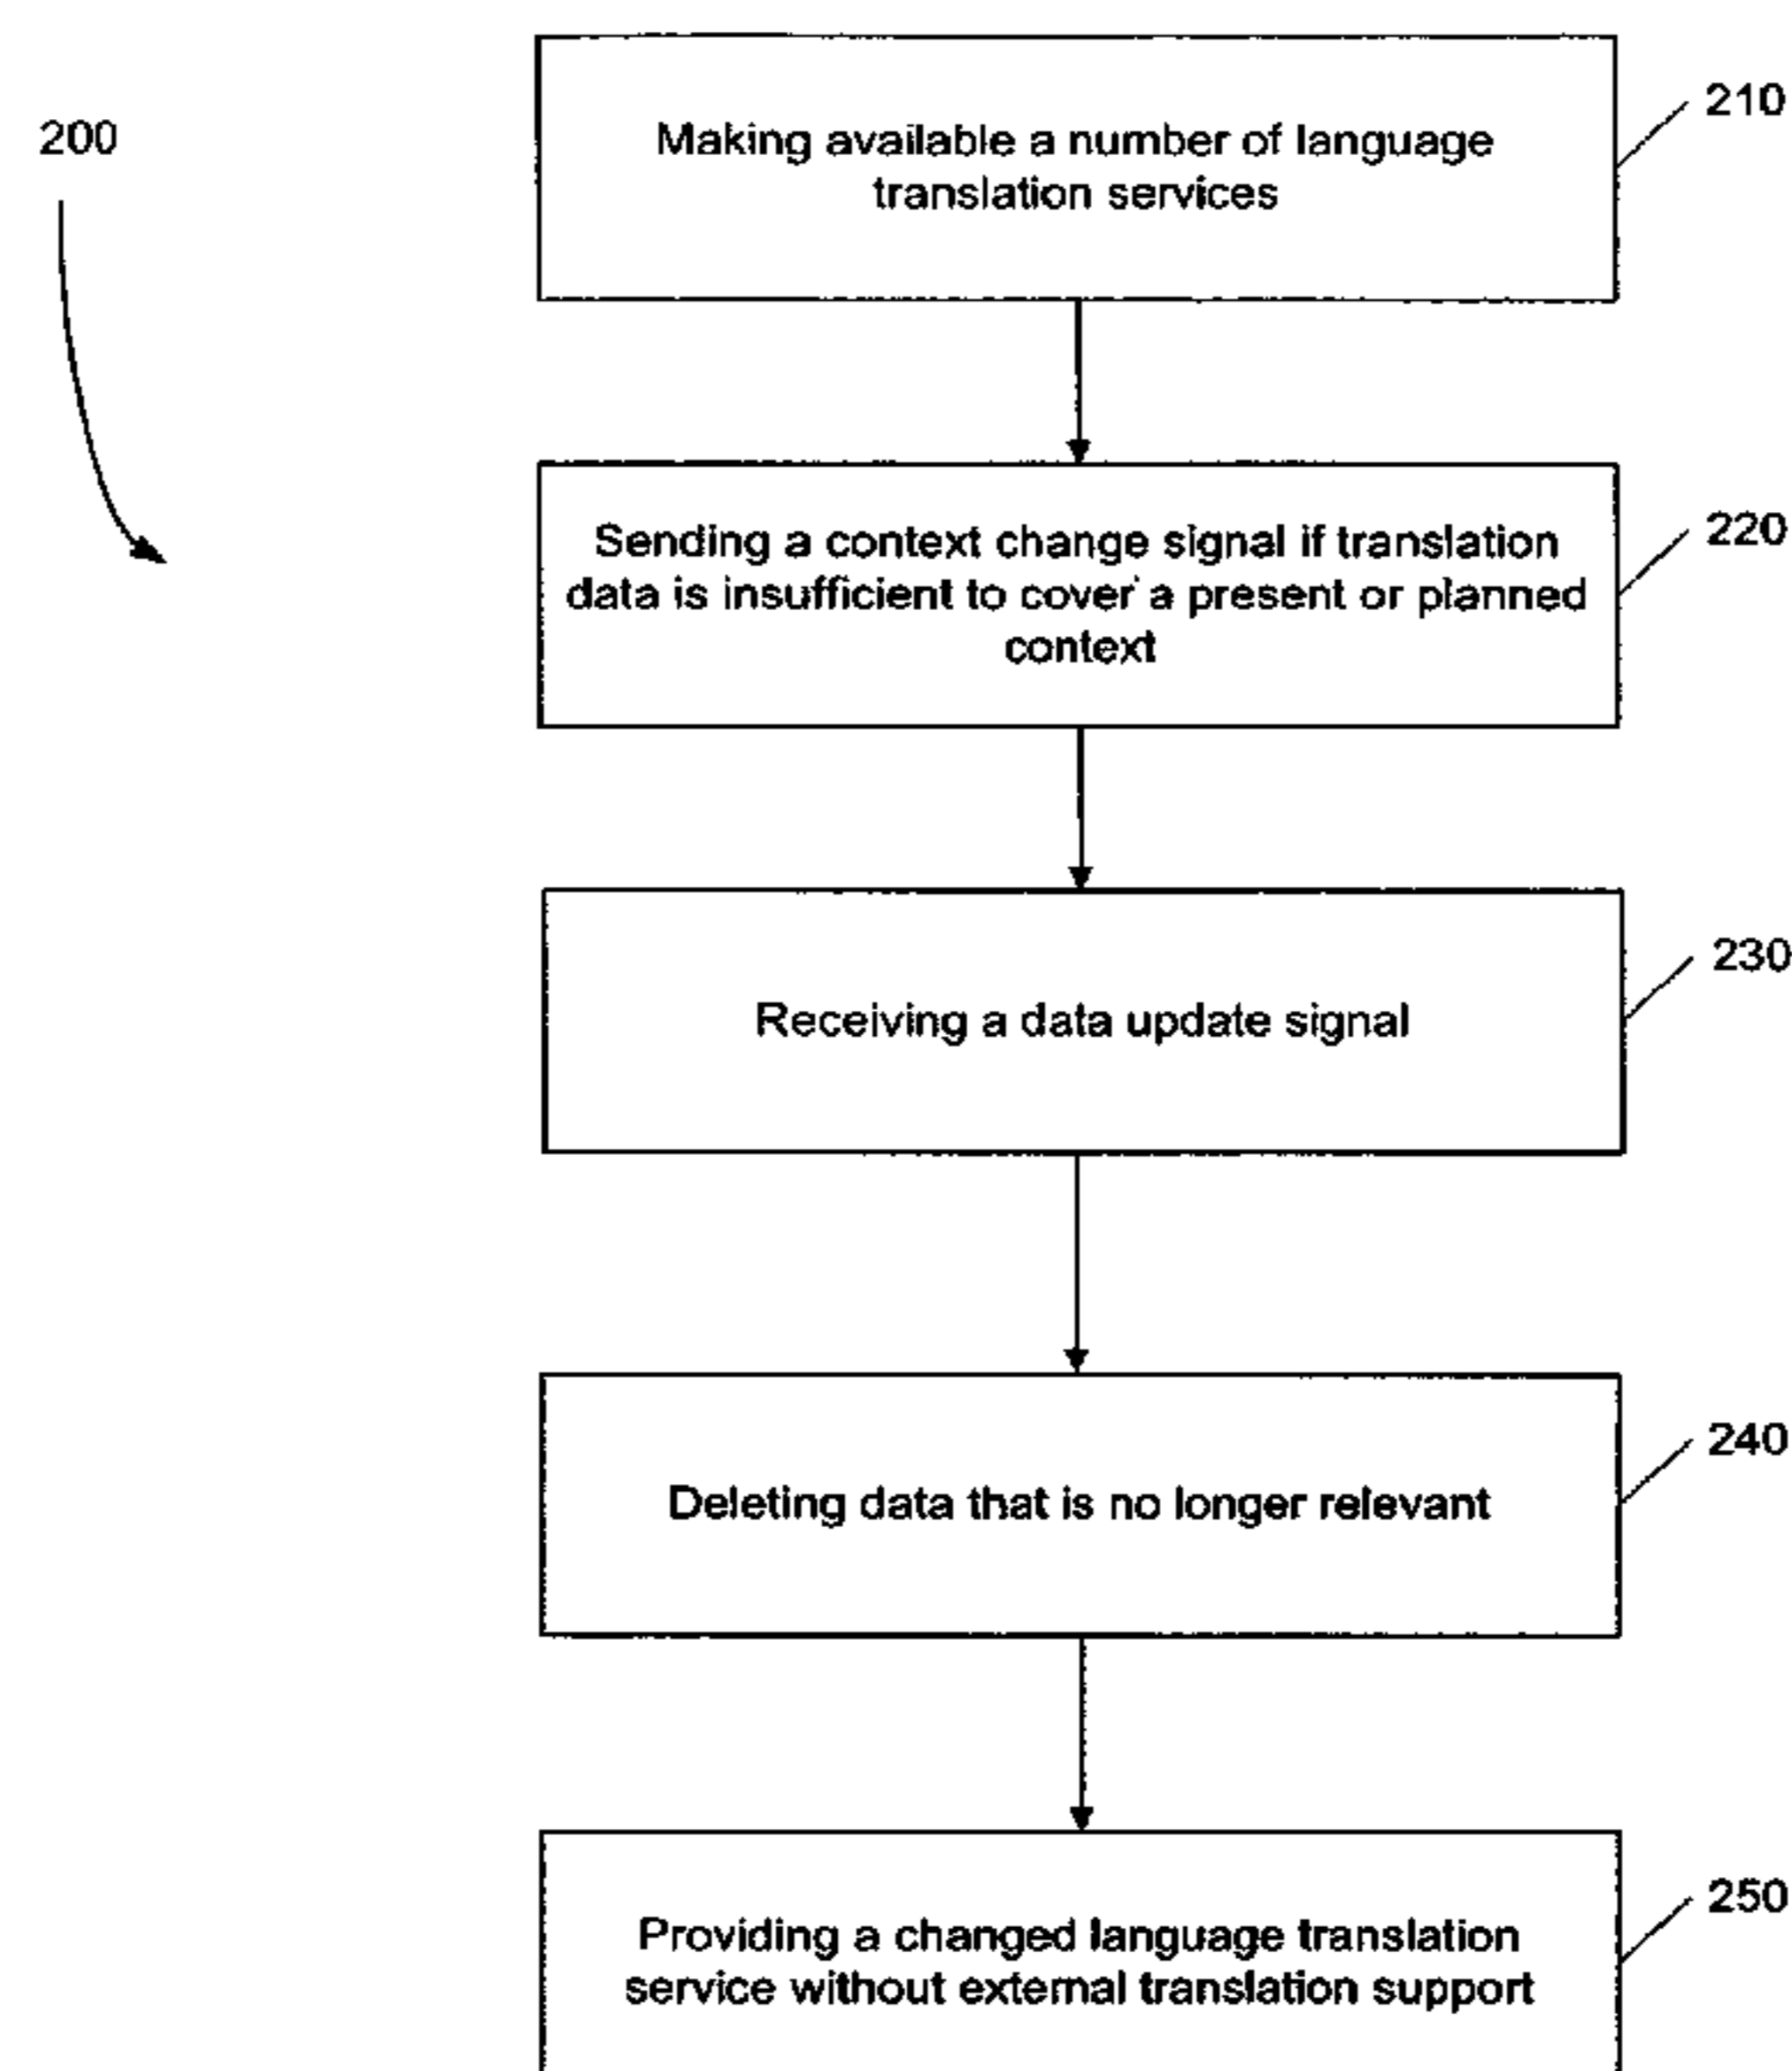 200
Making available a number of language
translation services
210
Sending a context change signal if translation
data is insufficient to cover a present or planned
context
220
Receiving a data update signal
230
Deleting data that is no longer relevant
240
Providing a changed language translation
service without external translation support
250